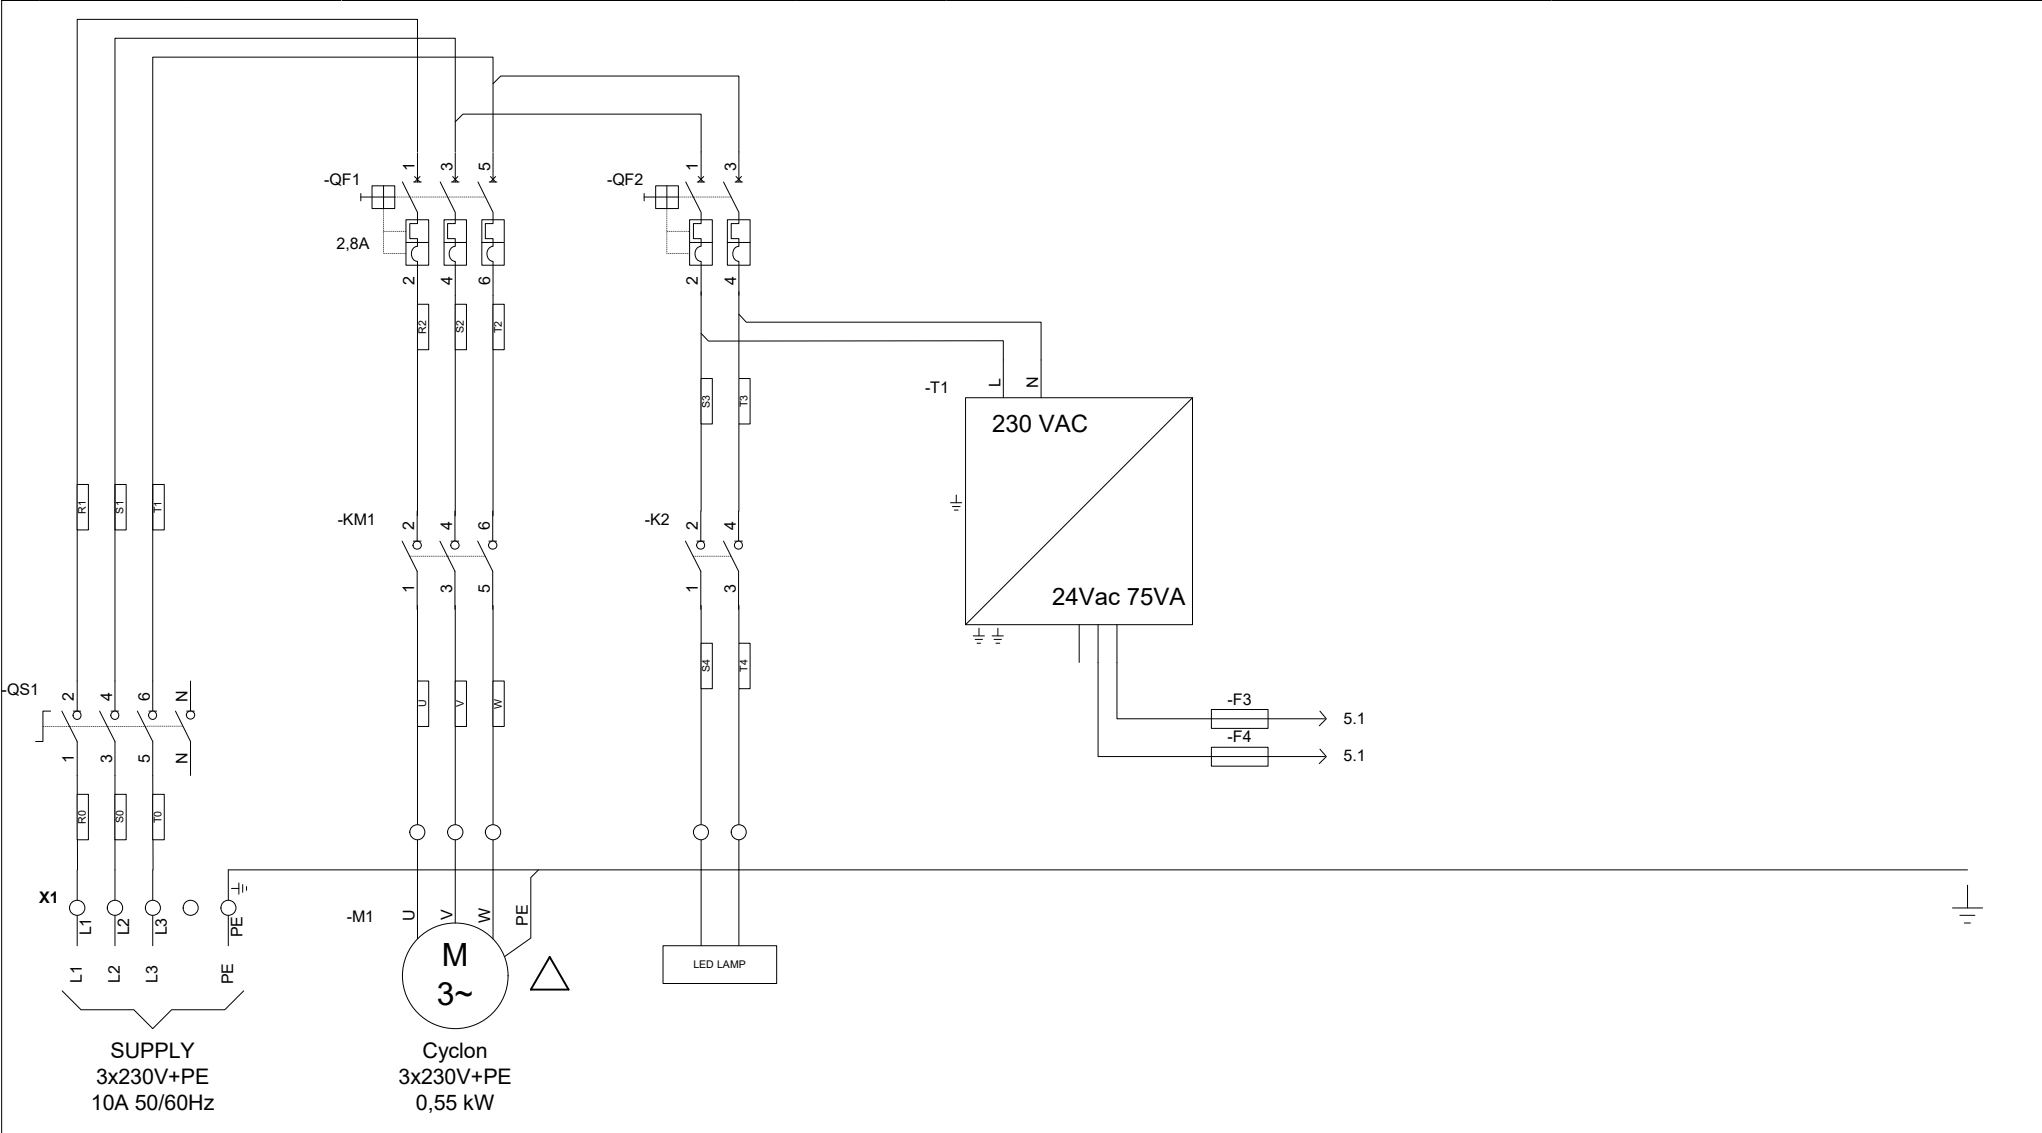 1 3 5
-QF1
2,8A
2 4 6
R2 S2 T2
1 3
-QF2
2 4
S3 T3
-T1
L N
230 VAC
24Vac 75VA
R1 S1 T1
-KM1
2 4 6
1 3 5
U V W
-K2
2 4
1 3
S4 T4
-QS1
2 4 6 N
1 3 5 N
R0 S0 T0
-F3
5.1
-F4
5.1
X1
L1 L2 L3 PE
L1 L2 L3 PE
SUPPLY
3x230V+PE
10A 50/60Hz
-M1
U V W PE
M
3~
Cyclon
3x230V+PE
0,55 kW
LED LAMP